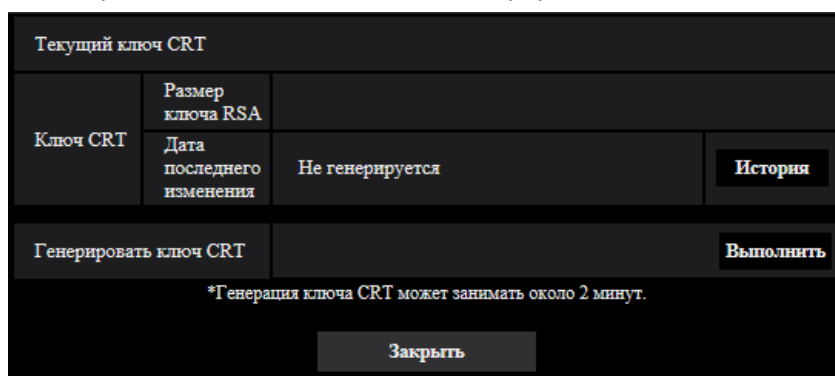 Текущий ключ CRT
Размер
ключа RSA
Ключ CRT
Дата
последнего
изменения
Не генерируется
История
Генерировать ключ CRT
Выполнить
*Генерация ключа CRT может занимать около 2 минут.
Закрыть